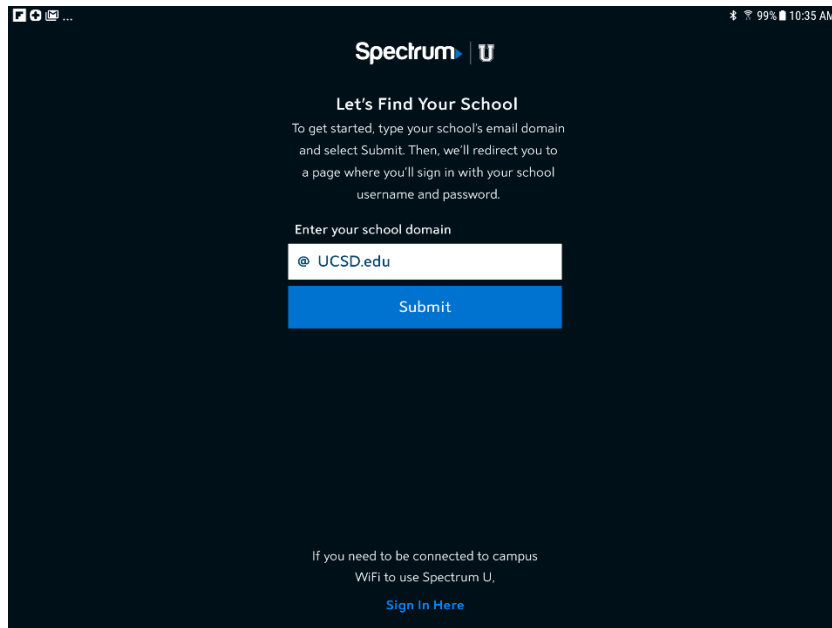 ... 99% 10:35 AM
Spectrum U
Let's Find Your School
To get started, type your school's email domain
and select Submit. Then, we'll redirect you to
a page where you'll sign in with your school
username and password.
Enter your school domain
@ UCSD.edu
Submit
If you need to be connected to campus
WiFi to use Spectrum U,
Sign In Here